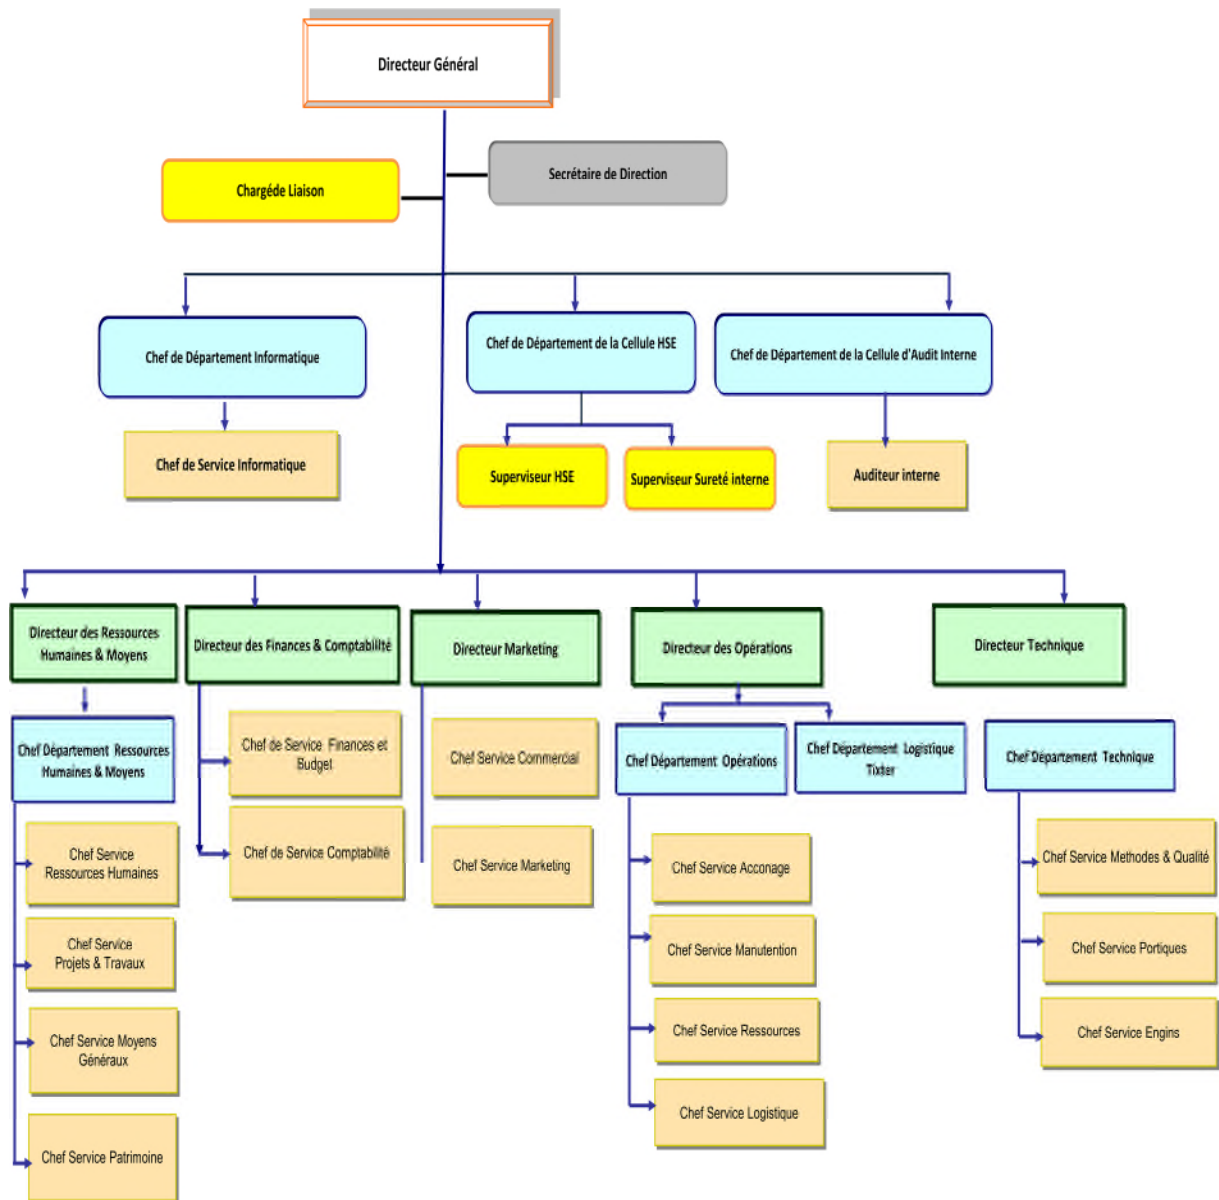 Directeur Général
Secrétaire de Direction
Chargéde Liaison
Chef de Département Informatique
Chef de Département de la Cellule HSE
Chef de Département de la Cellule d'Audit Interne
Chef de Service Informatique
Superviseur HSE
Superviseur Sureté interne
Auditeur interne
Directeur des Ressources
Humaines & Moyens
Directeur des Finances & Comptabilité
Directeur Marketing
Directeur des Opérations
Directeur Technique
Chef Département Ressources
Humaines & Moyens
Chef de Service Finances et
Budget
Chef Service Commercial
Chef Département Opérations
Chef Département Logistique
Tixter
Chef Département Technique
Chef Service
Ressources Humaines
Chef de Service Comptabilité
Chef Service Marketing
Chef Service Acconage
Chef Service Methodes & Qualité
Chef Service
Projets & Travaux
Chef Service Manutention
Chef Service Portiques
Chef Service Moyens
Généraux
Chef Service Ressources
Chef Service Engins
Chef Service Logistique
Chef Service Patrimoine